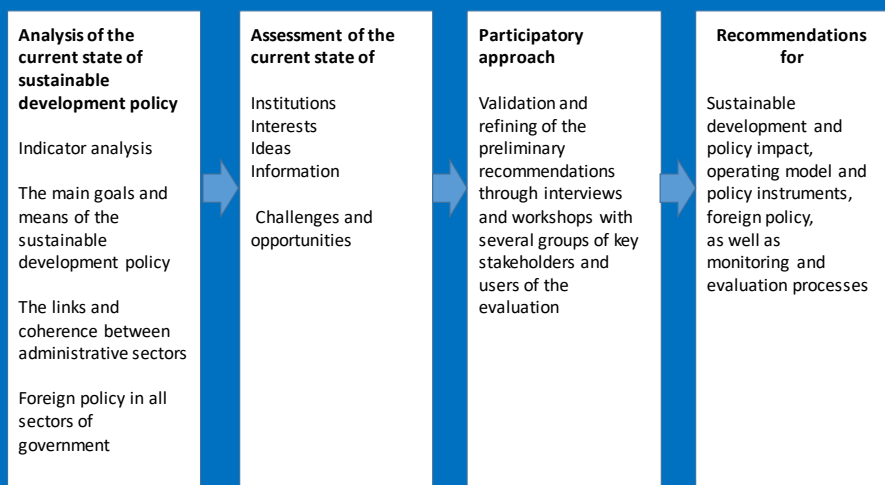 Analysis of the
current state of
sustainable
development policy
Indicator analysis
The main goals and
means of the
sustainable
development policy
The links and
coherence between
administrative sectors
Foreign policy in all
sectors of
government
Assessment of the
current state of
Institutions
Interests
Ideas
Information
Challenges and
opportunities
Participatory
approach
Validation and
refining of the
preliminary
recommendations
through interviews
and workshops with
several groups of key
stakeholders and
users of the
evaluation
Recommendations
for
Sustainable
development and
policy impact,
operating model and
policy instruments,
foreign policy,
as well as
monitoring and
evaluation processes